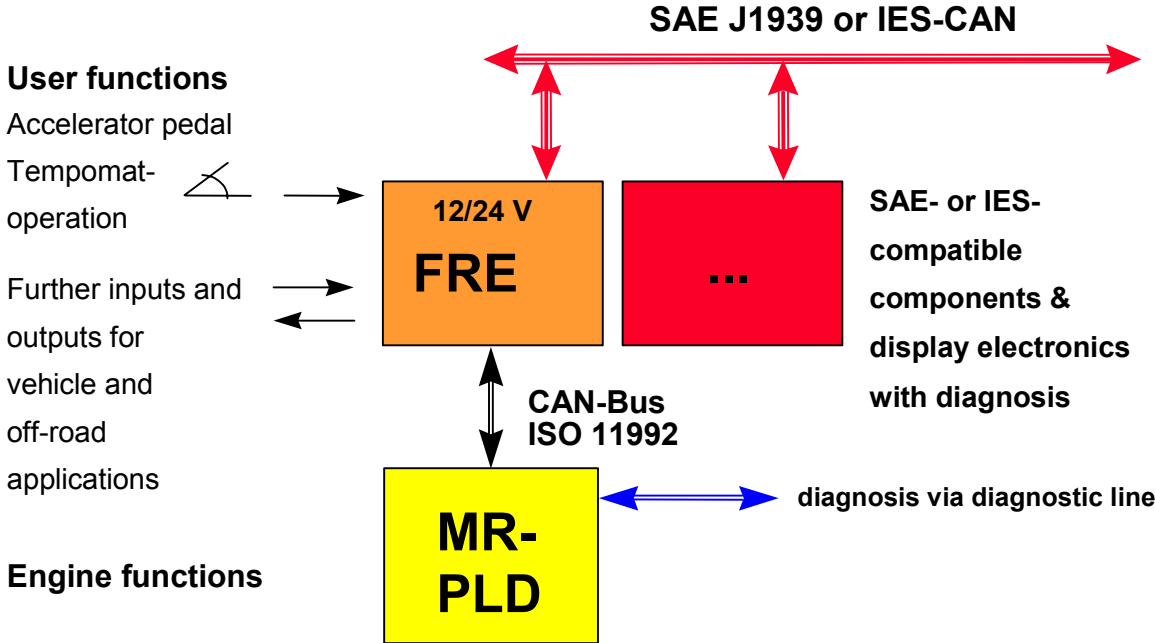 SAE J1939 or IES-CAN
User functions
Accelerator pedal
Tempomat-
operation
Further inputs and
outputs for
vehicle and
off-road
applications
12/24 V
FRE
...
SAE- or IES-
compatible
components &
display electronics
with diagnosis
CAN-Bus
ISO 11992
MR-
PLD
diagnosis via diagnostic line
Engine functions